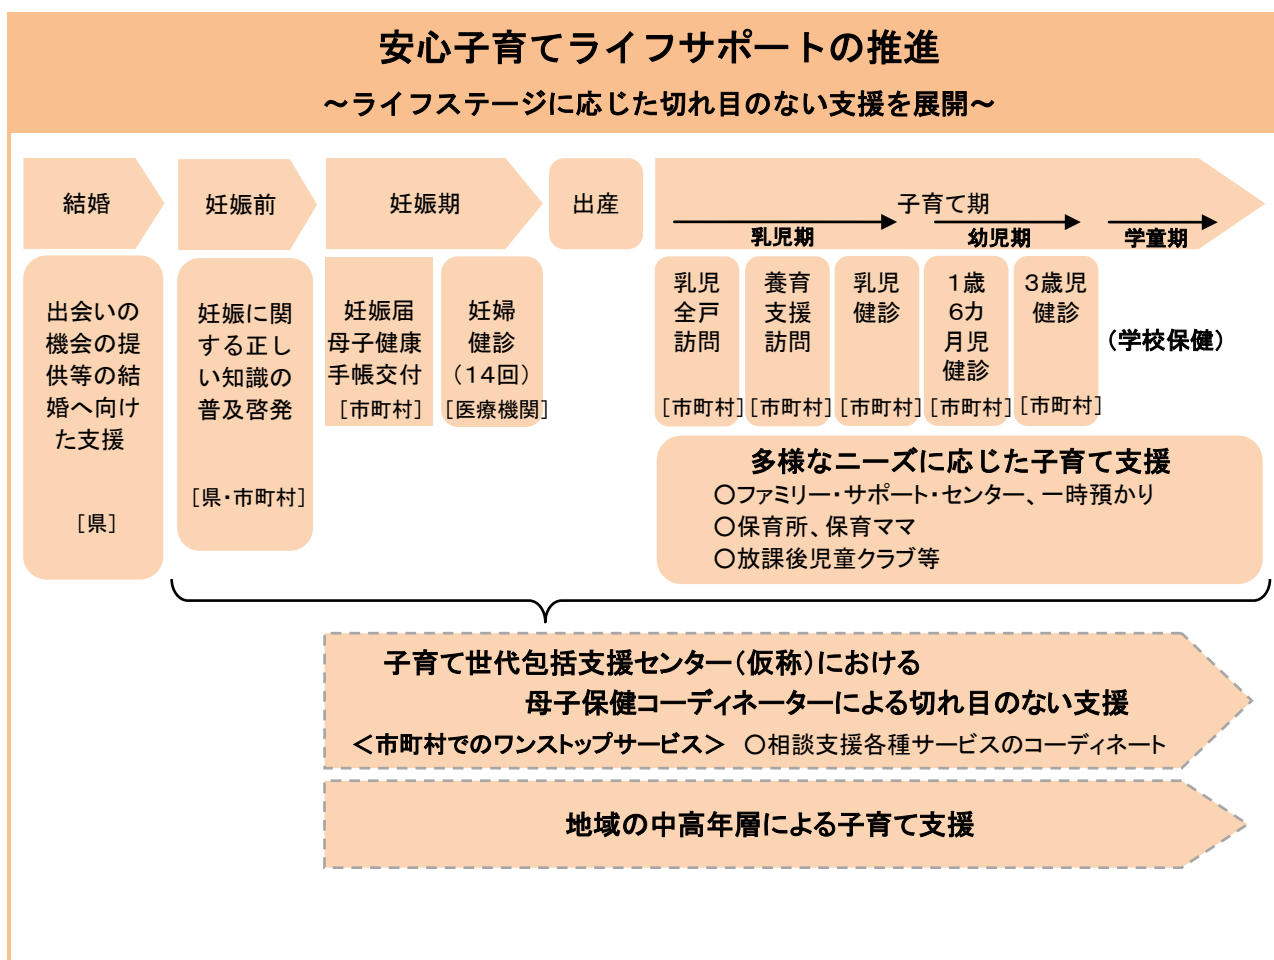 安心子育てライフサポートの推進
～ライフステージに応じた切れ目のない支援を展開～
結婚
妊娠前
妊娠期
出産
子育て期
乳児期
幼児期
学童期
出会いの
機会の提
供等の結
婚へ向け
た支援
［県］
妊娠に関
する正し
い知識の
普及啓発
［県・市町村］
妊娠届
母子健康
手帳交付
［市町村］
妊婦
健診
（14回）
［医療機関］
乳児
全戸
訪問
［市町村］
養育
支援
訪問
［市町村］
乳児
健診
［市町村］
1歳
6カ
月児
健診
［市町村］
3歳児
健診
［市町村］
（学校保健）
多様なニーズに応じた子育て支援
○ファミリー・サポート・センター、一時預かり
○保育所、保育ママ
○放課後児童クラブ等
子育て世代包括支援センター（仮称）における
母子保健コーディネーターによる切れ目のない支援
＜市町村でのワンストップサービス＞ ○相談支援各種サービスのコーディネート
地域の中高年層による子育て支援